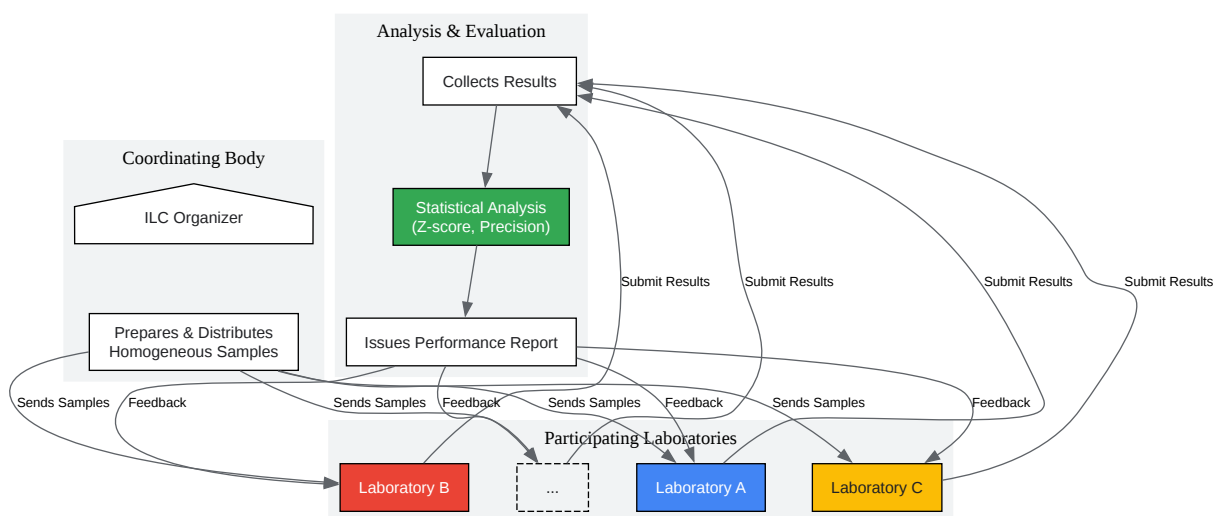 Analysis & Evaluation
Collects Results
Coordinating Body
ILC Organizer
Statistical Analysis
(Z-score, Precision)
Submit Results
Submit Results
Submit Results
Submit Results
Prepares & Distributes
Homogeneous Samples
Issues Performance Report
Sends Samples
Feedback
Sends Samples
Feedback
Sends Samples
Feedback
Sends Samples
Feedback
Participating Laboratories
Laboratory B
...
Laboratory A
Laboratory C